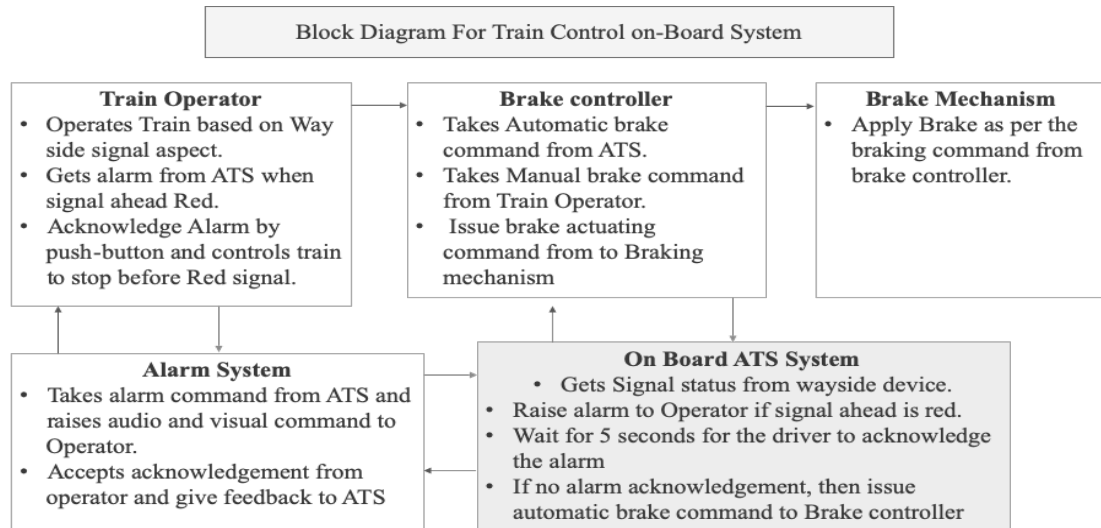 Block Diagram For Train Control on-Board System
Train Operator
• Operates Train based on Way
side signal aspect.
• Gets alarm from ATS when
signal ahead Red.
• Acknowledge Alarm by
push-button and controls train
to stop before Red signal.
Brake controller
• Takes Automatic brake
command from ATS.
• Takes Manual brake command
from Train Operator.
• Issue brake actuating
command from to Braking
mechanism
Brake Mechanism
• Apply Brake as per the
braking command from
brake controller.
Alarm System
• Takes alarm command from ATS and
raises audio and visual command to
Operator.
• Accepts acknowledgement from
operator and give feedback to ATS
On Board ATS System
• Gets Signal status from wayside device.
• Raise alarm to Operator if signal ahead is red.
• Wait for 5 seconds for the driver to acknowledge
the alarm
• If no alarm acknowledgement, then issue
automatic brake command to Brake controller